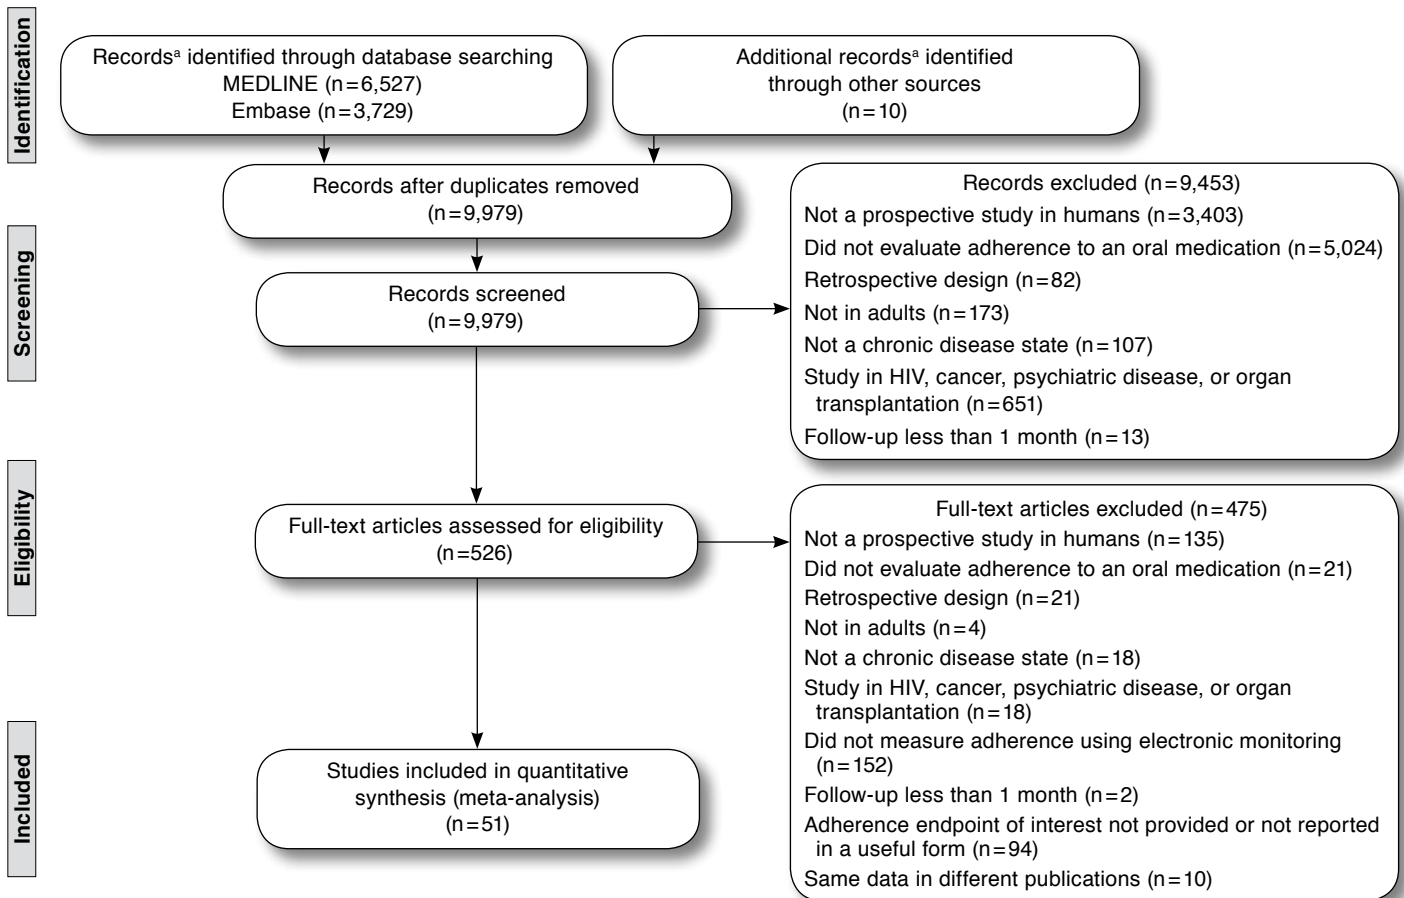 Identification
Recordsᵃ identified through database searching
MEDLINE (n=6,527)
Embase (n=3,729)
Additional recordsᵃ identified
through other sources
(n=10)
Records after duplicates removed
(n=9,979)
Screening
Records screened
(n=9,979)
Records excluded (n=9,453)
Not a prospective study in humans (n=3,403)
Did not evaluate adherence to an oral medication (n=5,024)
Retrospective design (n=82)
Not in adults (n=173)
Not a chronic disease state (n=107)
Study in HIV, cancer, psychiatric disease, or organ
transplantation (n=651)
Follow-up less than 1 month (n=13)
Eligibility
Full-text articles assessed for eligibility
(n=526)
Full-text articles excluded (n=475)
Not a prospective study in humans (n=135)
Did not evaluate adherence to an oral medication (n=21)
Retrospective design (n=21)
Not in adults (n=4)
Not a chronic disease state (n=18)
Study in HIV, cancer, psychiatric disease, or organ
transplantation (n=18)
Did not measure adherence using electronic monitoring
(n=152)
Follow-up less than 1 month (n=2)
Adherence endpoint of interest not provided or not reported
in a useful form (n=94)
Same data in different publications (n=10)
Included
Studies included in quantitative
synthesis (meta-analysis)
(n=51)